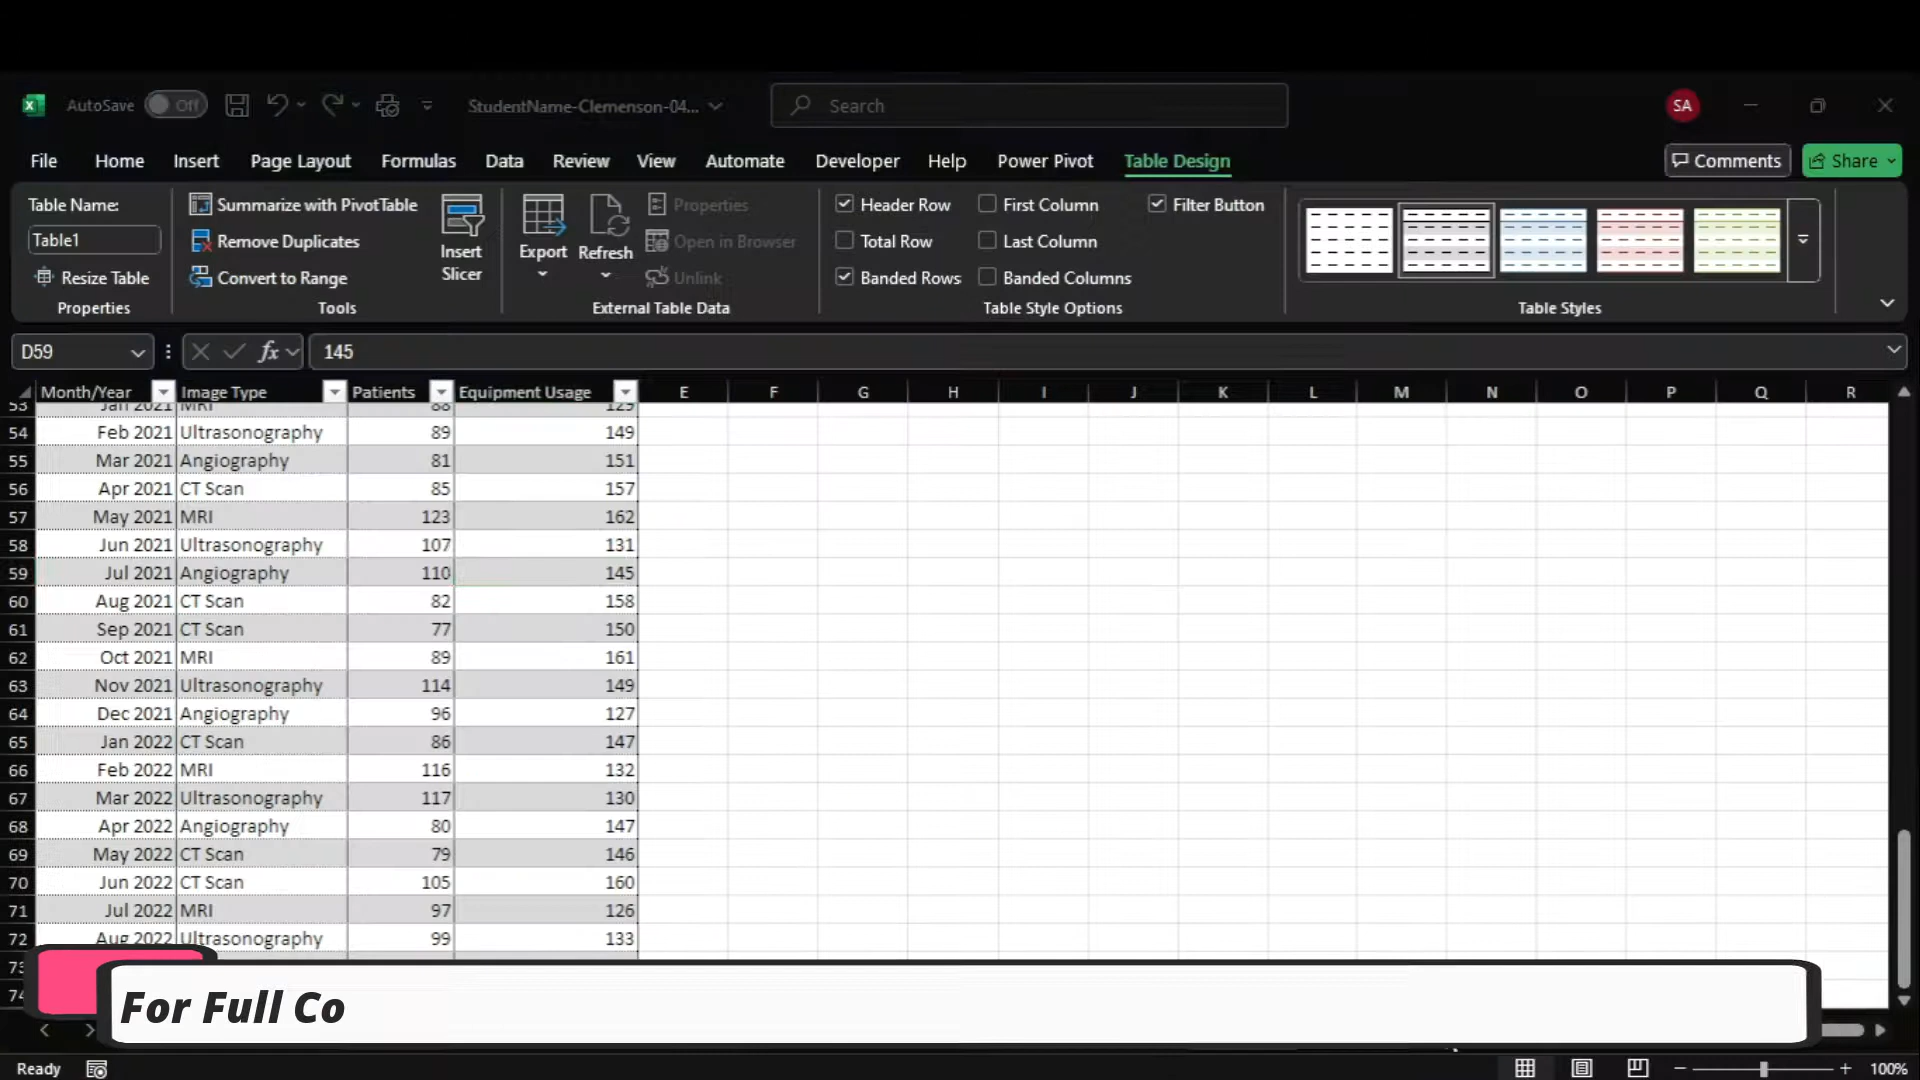 AutoSave Off StudentName-Clemenson-04... Search SA
File Home Insert Page Layout Formulas Data Review View Automate Developer Help Power Pivot Table Design Comments Share
Table Name:
Table1
Resize Table
Properties
Summarize with PivotTable
Remove Duplicates
Convert to Range
Tools
Insert
Slicer
Export
Refresh
Properties
Open in Browser
Unlink
External Table Data
Header Row First Column Filter Button
Total Row Last Column
Banded Rows Banded Columns
Table Style Options
Table Styles
D59 fx 145
Month/Year Image Type Patients Equipment Usage E F G H I J K L M N O P Q R
53 Jan 2021 MRI 88 129
54 Feb 2021 Ultrasonography 89 149
55 Mar 2021 Angiography 81 151
56 Apr 2021 CT Scan 85 157
57 May 2021 MRI 123 162
58 Jun 2021 Ultrasonography 107 131
59 Jul 2021 Angiography 110 145
60 Aug 2021 CT Scan 82 158
61 Sep 2021 CT Scan 77 150
62 Oct 2021 MRI 89 161
63 Nov 2021 Ultrasonography 114 149
64 Dec 2021 Angiography 96 127
65 Jan 2022 CT Scan 86 147
66 Feb 2022 MRI 116 132
67 Mar 2022 Ultrasonography 117 130
68 Apr 2022 Angiography 80 147
69 May 2022 CT Scan 79 146
70 Jun 2022 CT Scan 105 160
71 Jul 2022 MRI 97 126
72 Aug 2022 Ultrasonography 99 133
73
74
For Full Co
Ready 100%